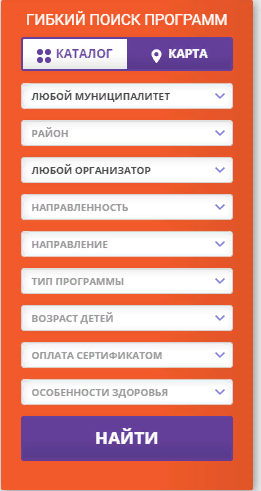 ГИБКИЙ ПОИСК ПРОГРАММ
КАТАЛОГ КАРТА
ЛЮБОЙ МУНИЦИПАЛИТЕТ
РАЙОН
ЛЮБОЙ ОРГАНИЗАТОР
НАПРАВЛЕННОСТЬ
НАПРАВЛЕНИЕ
ТИП ПРОГРАММЫ
ВОЗРАСТ ДЕТЕЙ
ОПЛАТА СЕРТИФИКАТОМ
ОСОБЕННОСТИ ЗДОРОВЬЯ
НАЙТИ